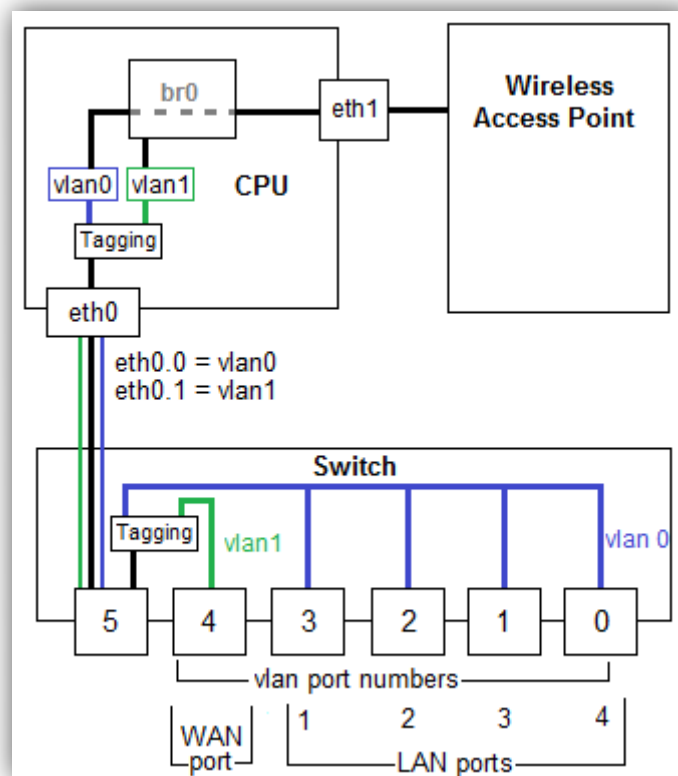 br0
eth1
Wireless
Access Point
vlan0
vlan1
CPU
Tagging
eth0
eth0.0 = vlan0
eth0.1 = vlan1
Switch
Tagging
vlan1
vlan 0
5 4 3 2 1 0
vlan port numbers
1 2 3 4
WAN
port
LAN ports